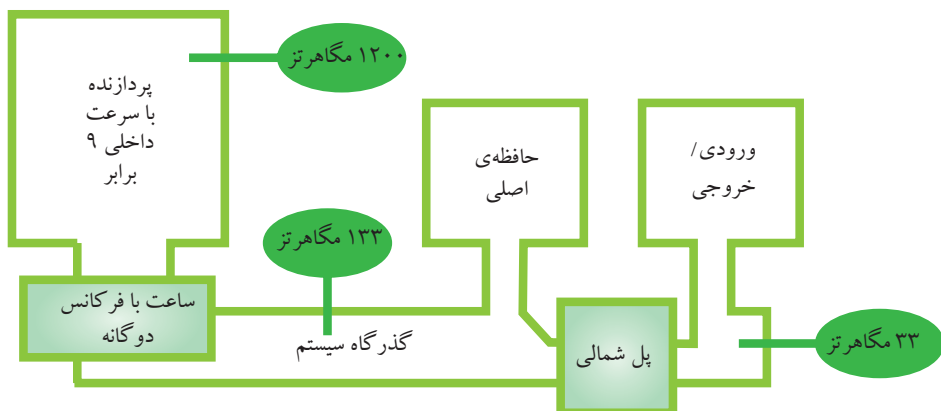 ۱۲۰۰ مگاهرتز
پردازنده
با سرعت
داخلی ۹
برابر
حافظه‌ی
اصلی
ورودی/
خروجی
۱۳۳ مگاهرتز
ساعت با فرکانس
دوگانه
گذرگاه سیستم
پل شمالی
۳۳ مگاهرتز